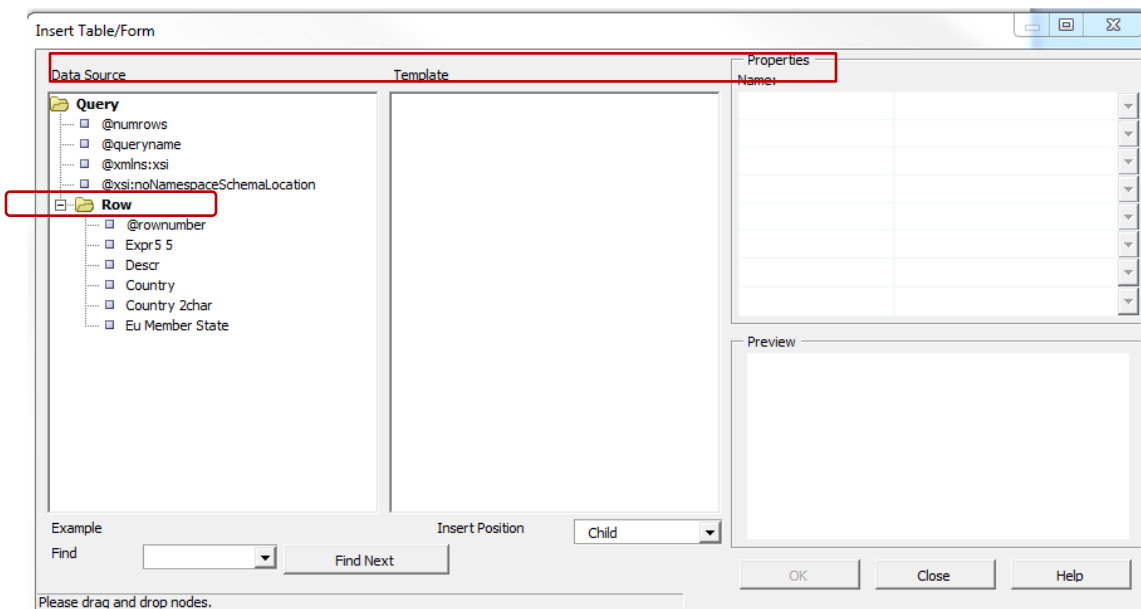 Insert Table/Form
Data Source
Template
Properties
Name:
Query
@numrows
@queryname
@xmlns:xsi
@xsi:noNamespaceSchemaLocation
Row
@rownumber
Expr5 5
Descr
Country
Country 2char
Eu Member State
Preview
Example
Insert Position
Child
Find
Find Next
OK
Close
Help
Please drag and drop nodes.